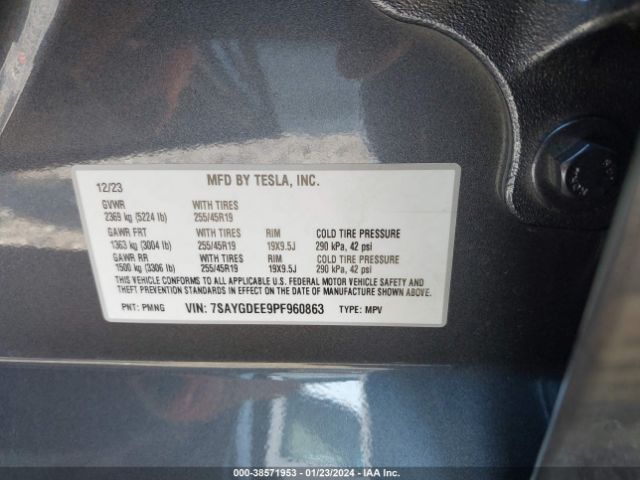 12/23 MFD BY TESLA, INC.
GVWR WITH TIRES
2369 kg (5224 lb) 255/45R19
GAWR FRT WITH TIRES RIM COLD TIRE PRESSURE
1363 kg (3004 lb) 255/45R19 19X9.5J 290 kPa, 42 psi
GAWR RR WITH TIRES RIM COLD TIRE PRESSURE
1500 kg (3306 lb) 255/45R19 19X9.5J 290 kPa, 42 psi
THIS VEHICLE CONFORMS TO ALL APPLICABLE U.S. FEDERAL MOTOR VEHICLE SAFETY AND
THEFT PREVENTION STANDARDS IN EFFECT ON THE DATE OF MANUFACTURE SHOWN ABOVE.
PNT: PMNG VIN: 7SAYGDEE9PF960863 TYPE: MPV
000-38571953 - 01/23/2024 - IAA Inc.